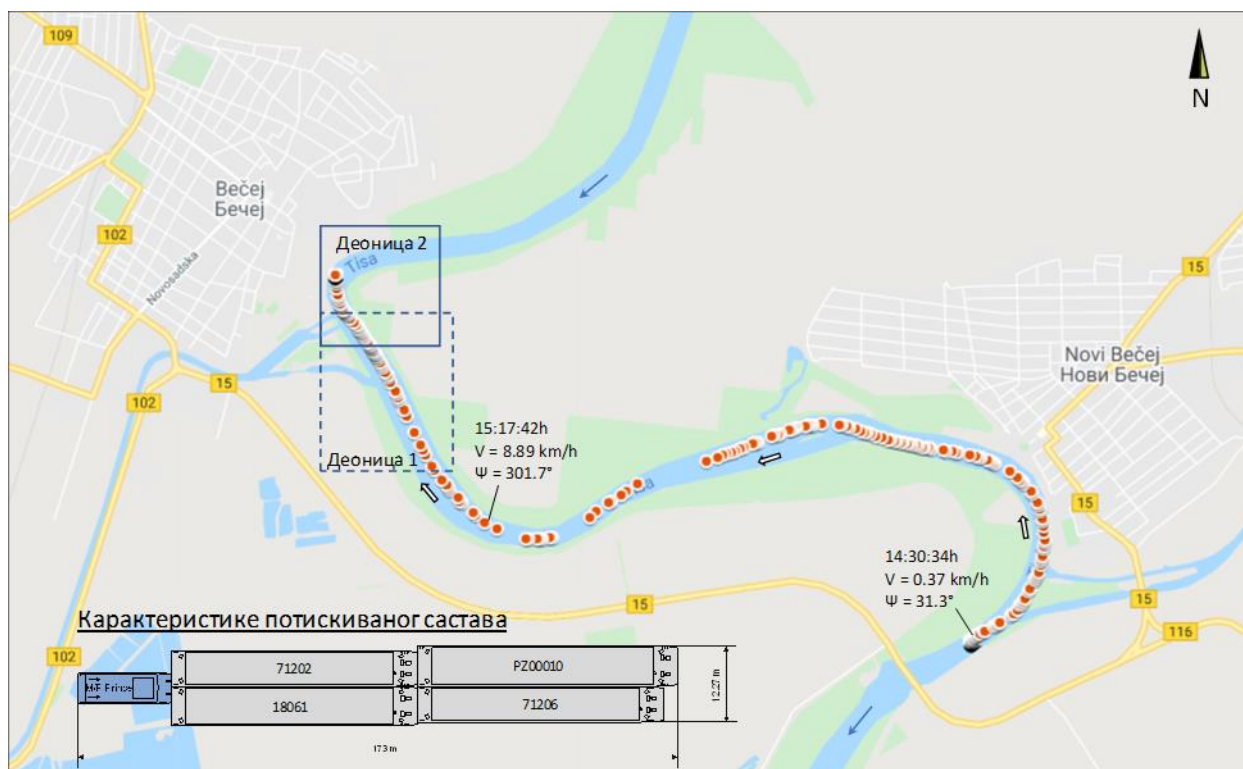 109
N
Bečej
Бечеј
102
Novosadska
Деоница 2
Tisa
15
Novi Bečej
Нови Бечеј
15
102
15
15:17:42h
V = 8.89 km/h
Ψ = 301.7°
Деоница 1
15
14:30:34h
V = 0.37 km/h
Ψ = 31.3°
15
15
116
Карактеристике потискиваног састава
102
71202
PZ00010
18061
71206
173 m